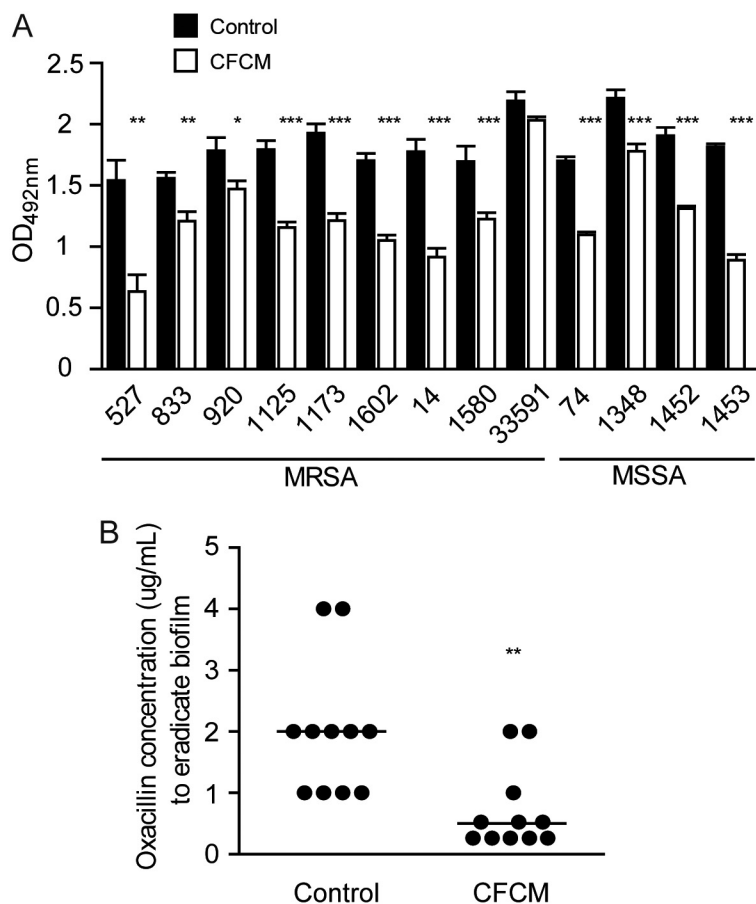 A
Control
CFCM
2.5
2
1.5
1
0.5
0
OD492nm
** ** * *** *** *** *** *** *** *** *** ***
527 833 920 1125 1173 1602 14 1580 33591 74 1348 1452 1453
MRSA MSSA
B
Oxacillin concentration (ug/mL)
to eradicate biofilm
5
4
3
2
1
0
**
Control CFCM